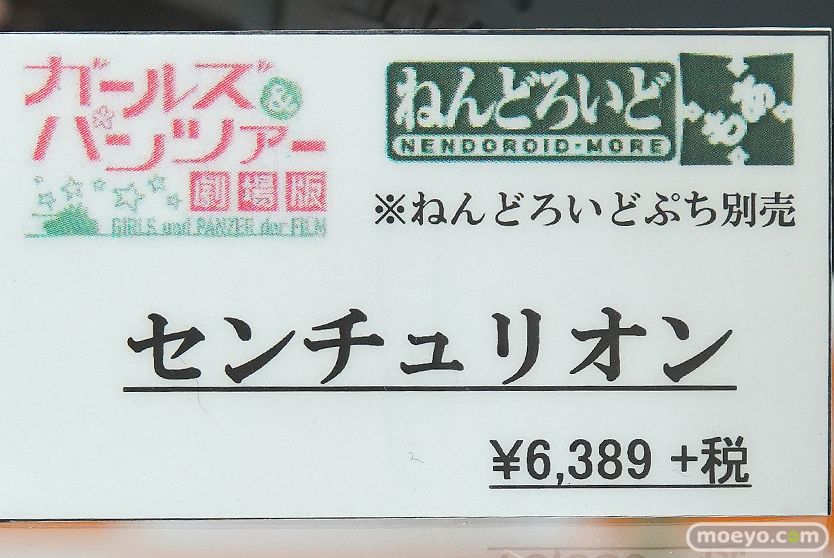 ガールズ&
パンツァー
劇場版
GIRLS und PANZER der FILM
ねんどろいど
もあ
NENDOROID・MORE
※ねんどろいどぷち別売
センチュリオン
¥6,389 +税
moeyo.com